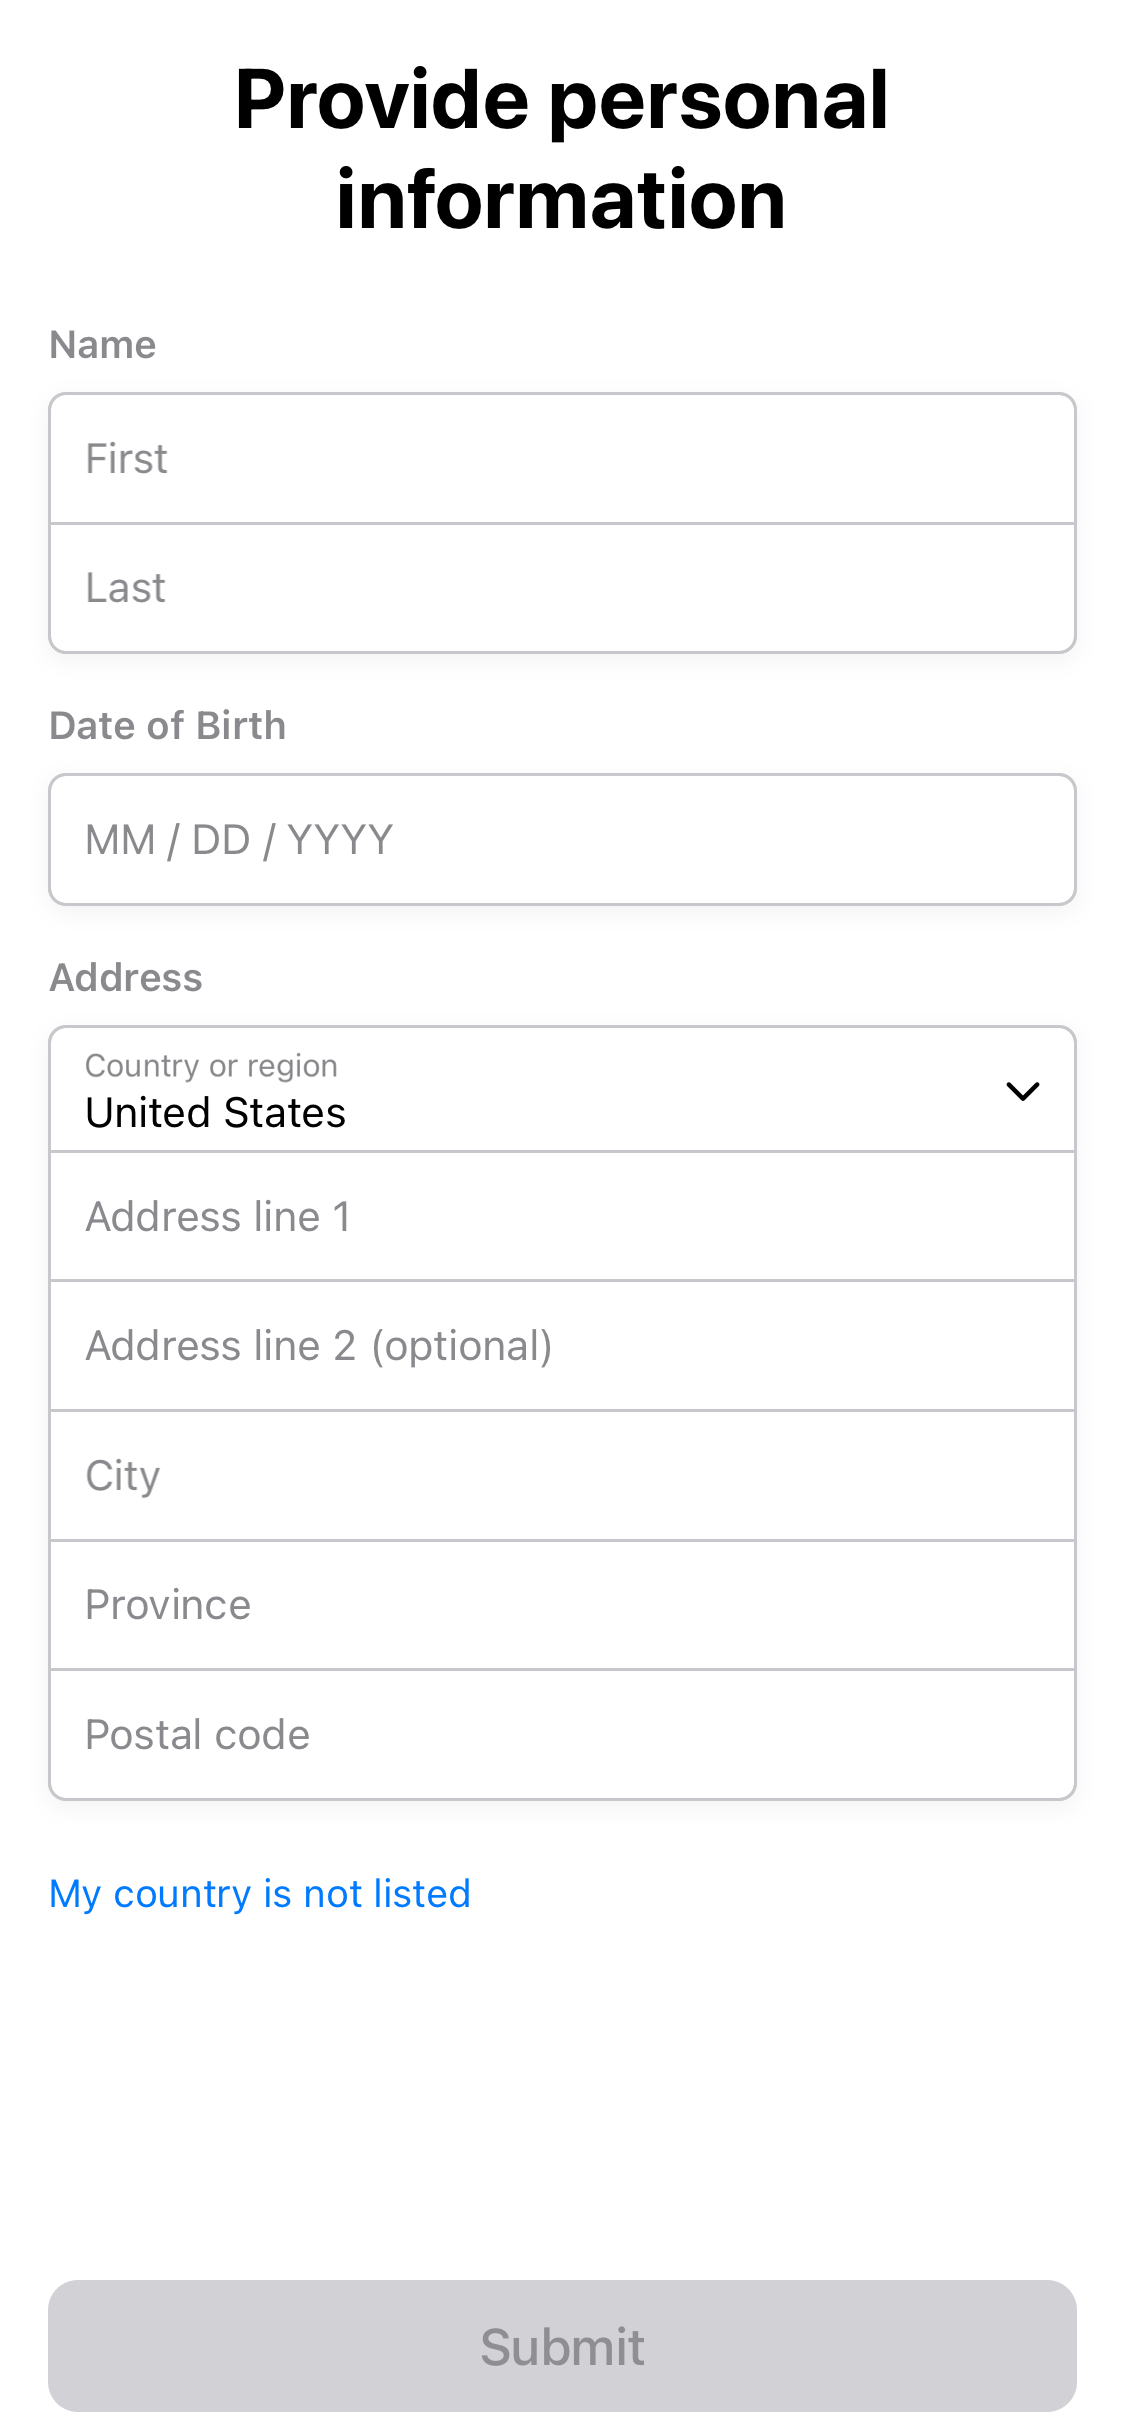 Provide personal
information
Name
First
Last
Date of Birth
MM / DD / YYYY
Address
Country or region
United States
Address line 1
Address line 2 (optional)
City
Province
Postal code
My country is not listed
Submit